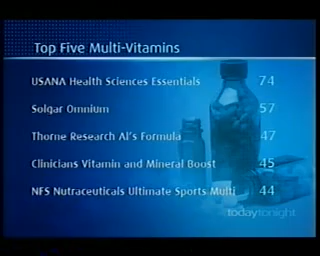 Top Five Multi-Vitamins
USANA Health Sciences Essentials 74
Solgar Omnium 57
Thorne Research Al's Formula 47
Clinicians Vitamin and Mineral Boost 45
NFS Nutraceuticals Ultimate Sports Multi 44
todaytonight